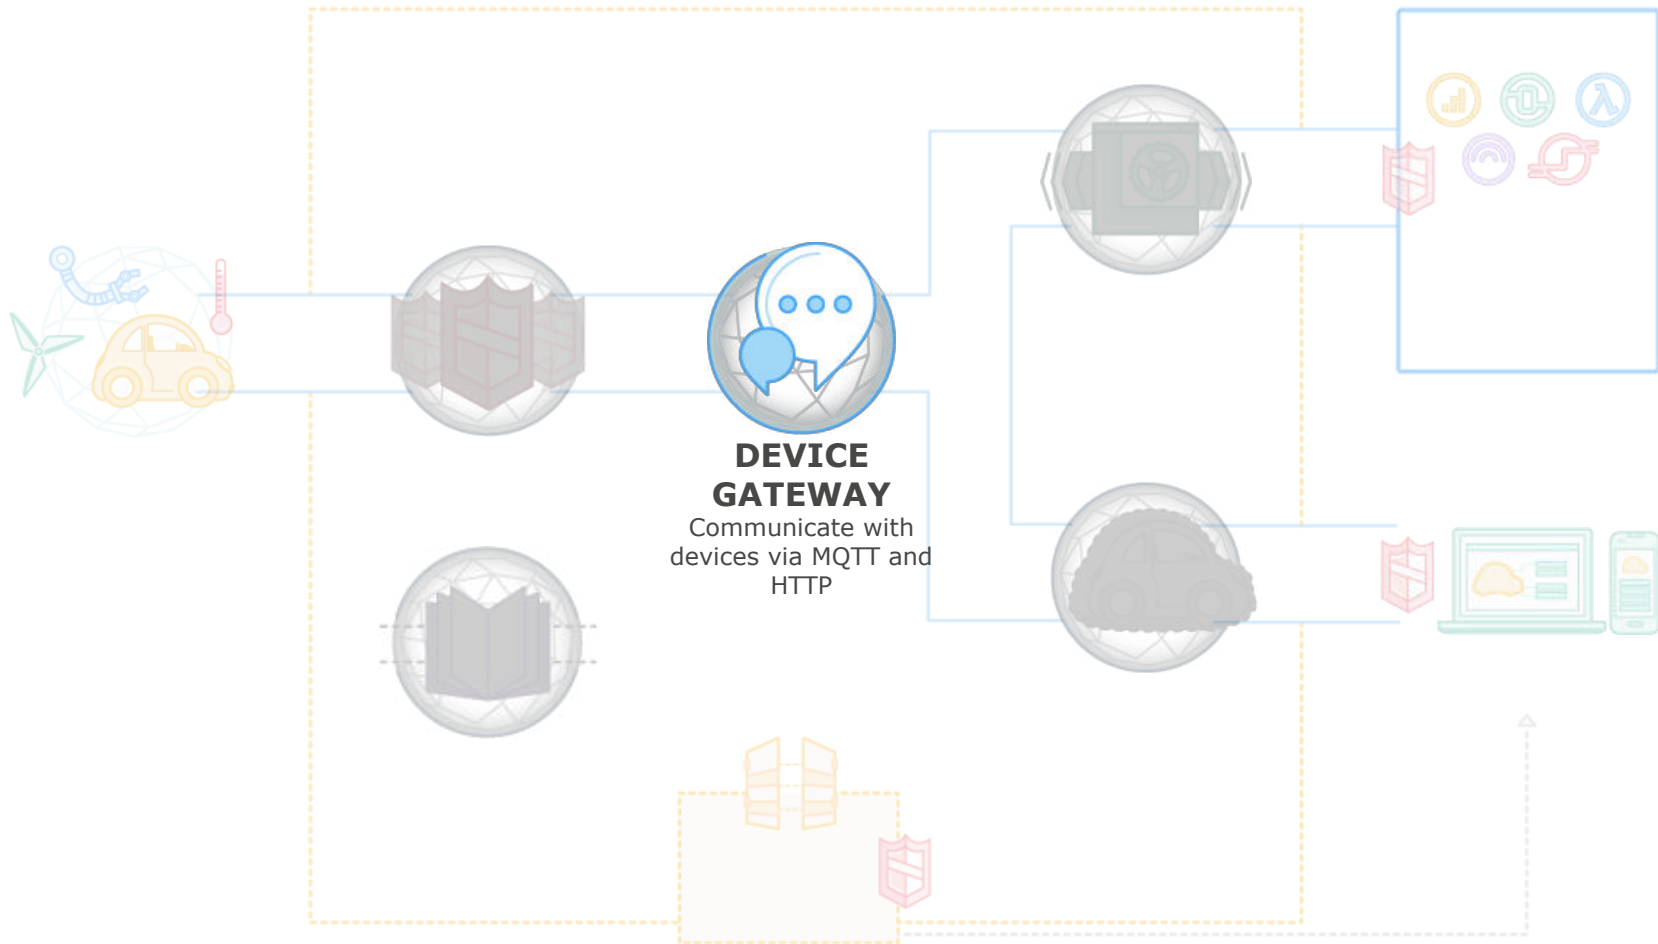 DEVICE
GATEWAY
Communicate with
devices via MQTT and
HTTP